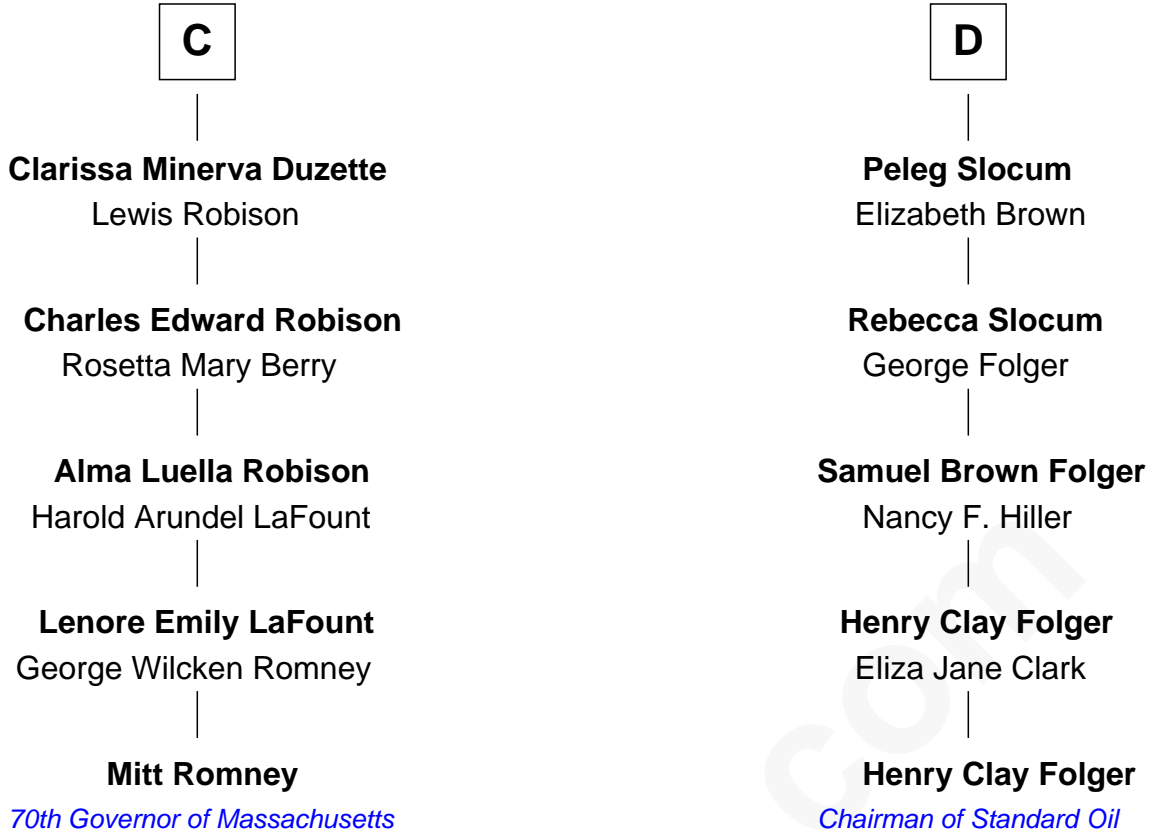 C
Clarissa Minerva Duzette
Lewis Robison
Charles Edward Robison
Rosetta Mary Berry
Alma Luella Robison
Harold Arundel LaFount
Lenore Emily LaFount
George Wilcken Romney
Mitt Romney
70th Governor of Massachusetts
D
Peleg Slocum
Elizabeth Brown
Rebecca Slocum
George Folger
Samuel Brown Folger
Nancy F. Hiller
Henry Clay Folger
Eliza Jane Clark
Henry Clay Folger
Chairman of Standard Oil
com